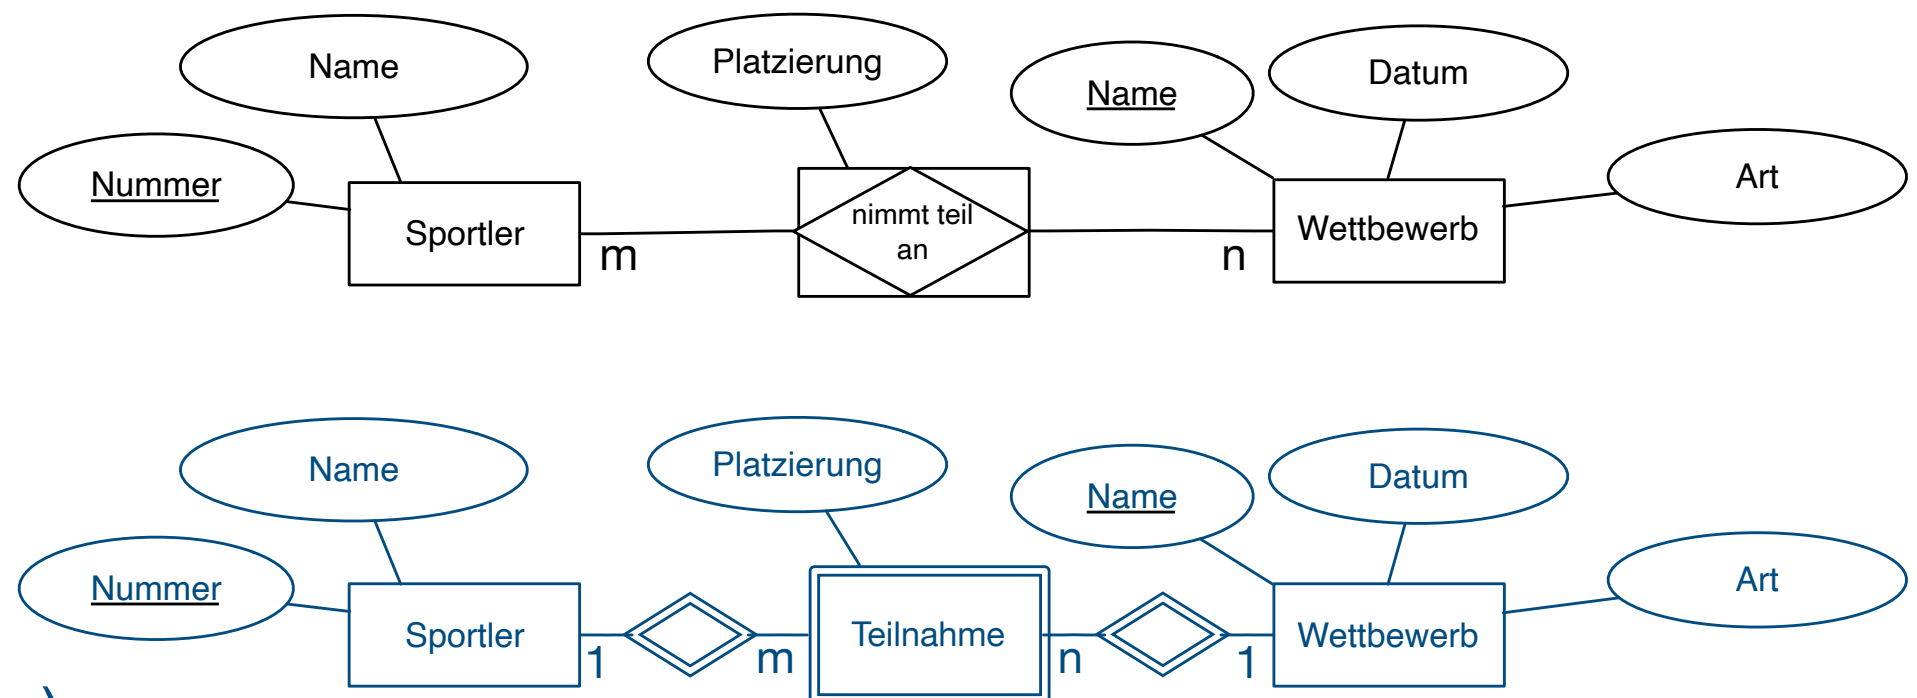 Name
Platzierung
Name
Datum
Nummer
Art
Sportler
m
nimmt teil
an
n
Wettbewerb
Name
Platzierung
Name
Datum
Nummer
Art
Sportler
1
m
Teilnahme
n
1
Wettbewerb